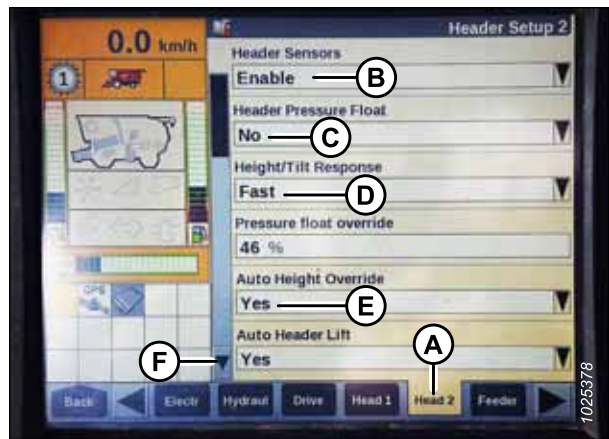 0.0 km/h
Header Setup 2
1
Header Sensors
Enable
B
Header Pressure Float
No
C
Height/Tilt Response
Fast
D
Pressure float override
46 %
GPS
Auto Height Override
Yes
E
Auto Header Lift
Yes
F
A
Back
Electr
Hydraul
Drive
Head 1
Head 2
Feeder
1025378